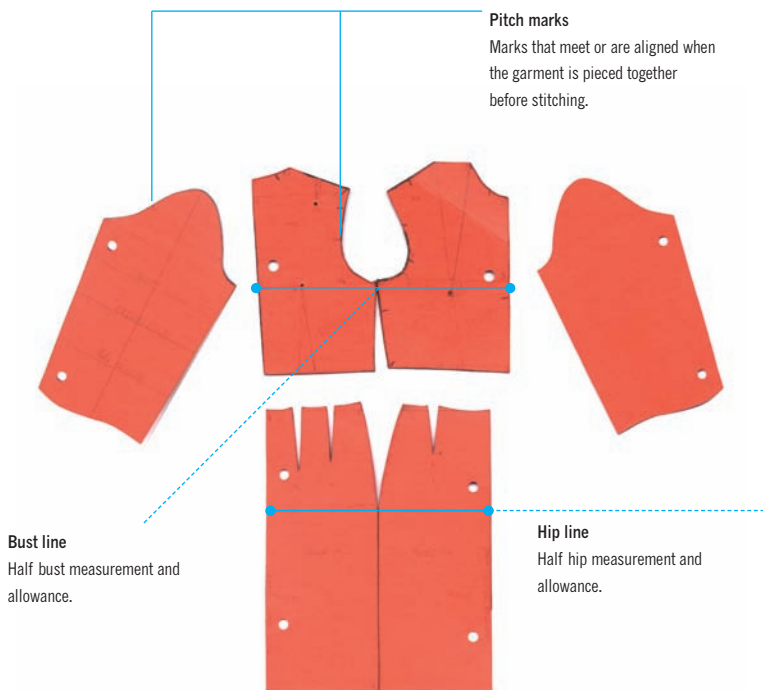 Pitch marks
Marks that meet or are aligned when
the garment is pieced together
before stitching.
Bust line
Half bust measurement and
allowance.
Hip line
Half hip measurement and
allowance.